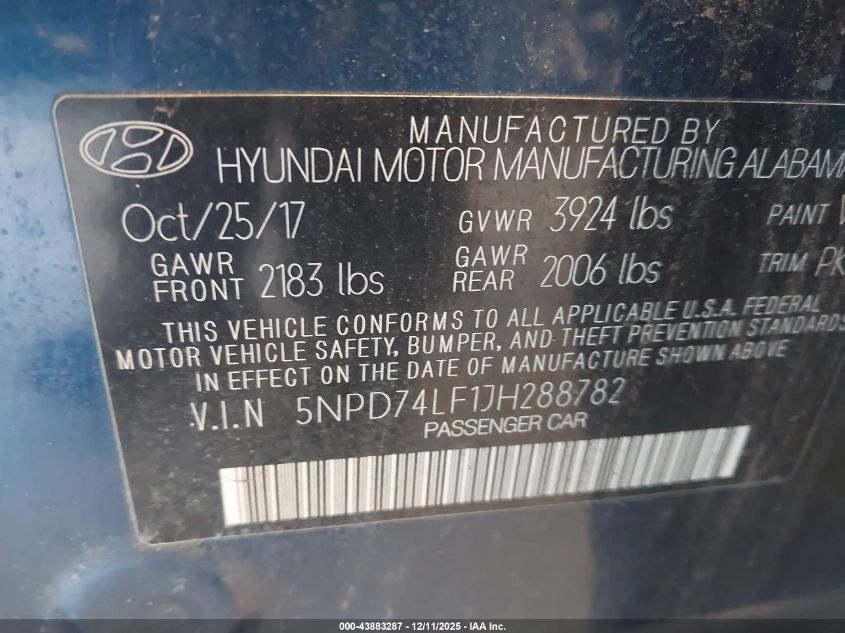 MANUFACTURED BY
HYUNDAI MOTOR MANUFACTURING ALABAMA
Oct/25/17 GVWR 3924 lbs PAINT
GAWR FRONT 2183 lbs GAWR REAR 2006 lbs TRIM PK
THIS VEHICLE CONFORMS TO ALL APPLICABLE U.S.A. FEDERAL
MOTOR VEHICLE SAFETY, BUMPER, AND THEFT PREVENTION STANDARDS
IN EFFECT ON THE DATE OF MANUFACTURE SHOWN ABOVE
V.I.N 5NPD74LF1JH288782
PASSENGER CAR
000-43883287 - 12/11/2025 - IAA Inc.